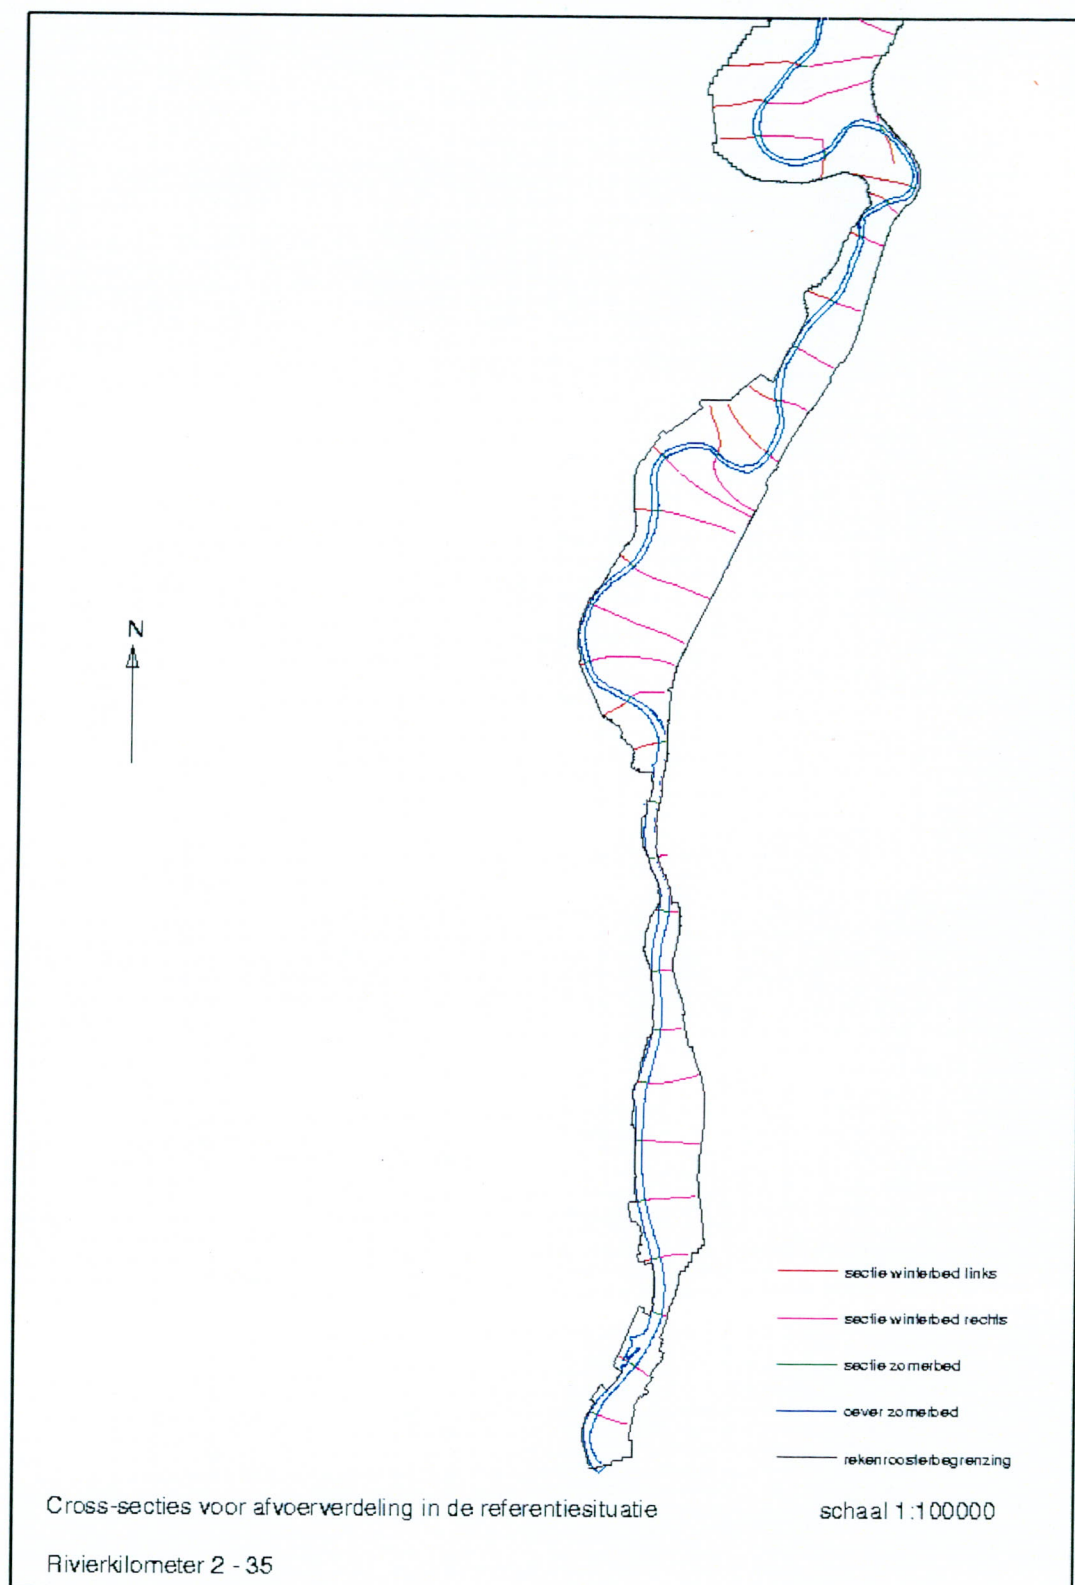 N
sectie winterbed links
sectie winterbed rechts
sectie zomerbed
oever zomerbed
rekenroosterbegrenzing
Cross-secties voor afvoerverdeling in de referentiesituatie
schaal 1:100000
Rivierkilometer 2 - 35